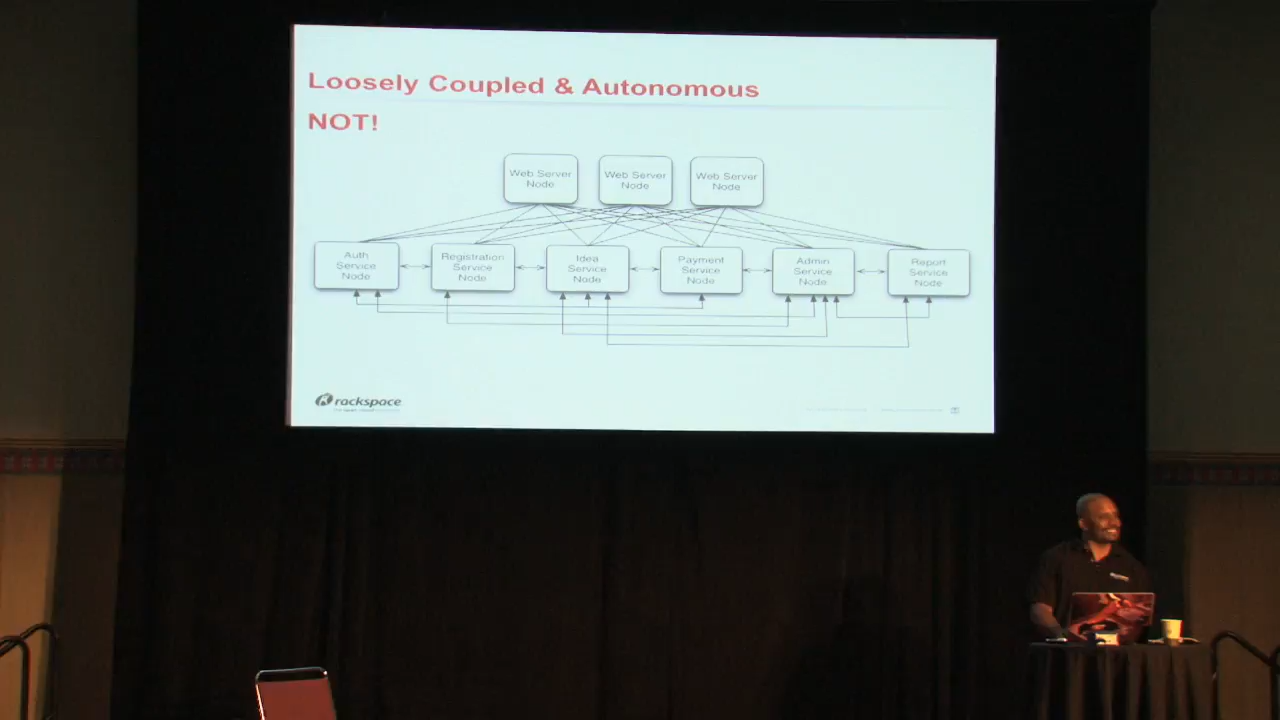 Loosely Coupled & Autonomous
NOT!
Web Server
Node
Web Server
Node
Web Server
Node
Auth
Service
Node
Registration
Service
Node
Idea
Service
Node
Payment
Service
Node
Admin
Service
Node
Report
Service
Node
rackspace